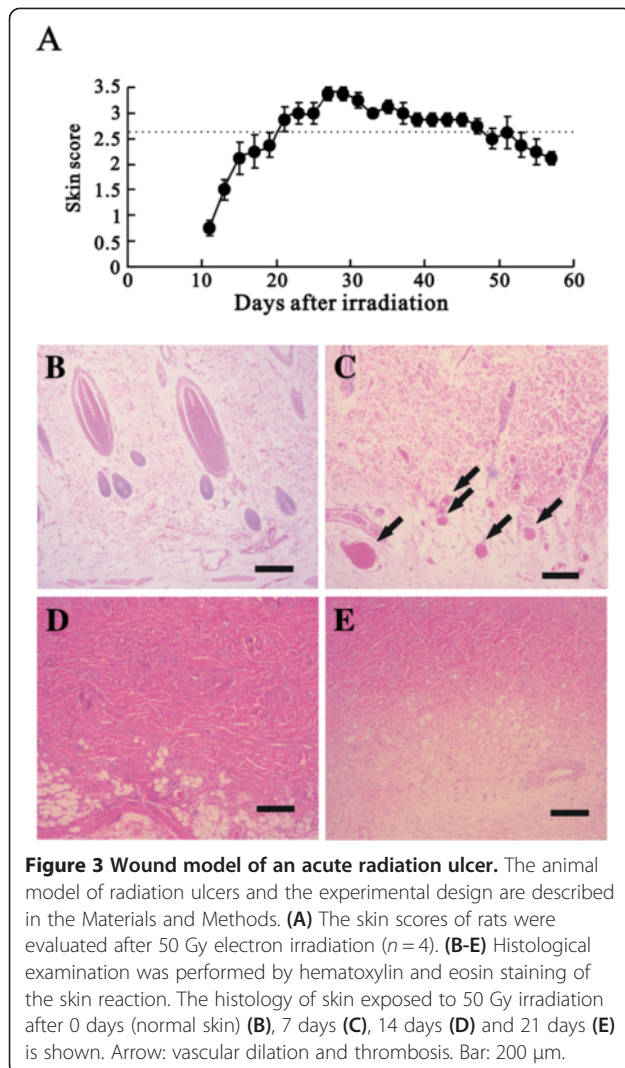 A
3.5
3
2.5
2
1.5
1
0.5
0
Skin score
0 10 20 30 40 50 60
Days after irradiation
B
C
D
E
Figure 3 Wound model of an acute radiation ulcer. The animal
model of radiation ulcers and the experimental design are described
in the Materials and Methods. (A) The skin scores of rats were
evaluated after 50 Gy electron irradiation (n = 4). (B-E) Histological
examination was performed by hematoxylin and eosin staining of
the skin reaction. The histology of skin exposed to 50 Gy irradiation
after 0 days (normal skin) (B), 7 days (C), 14 days (D) and 21 days (E)
is shown. Arrow: vascular dilation and thrombosis. Bar: 200 μm.